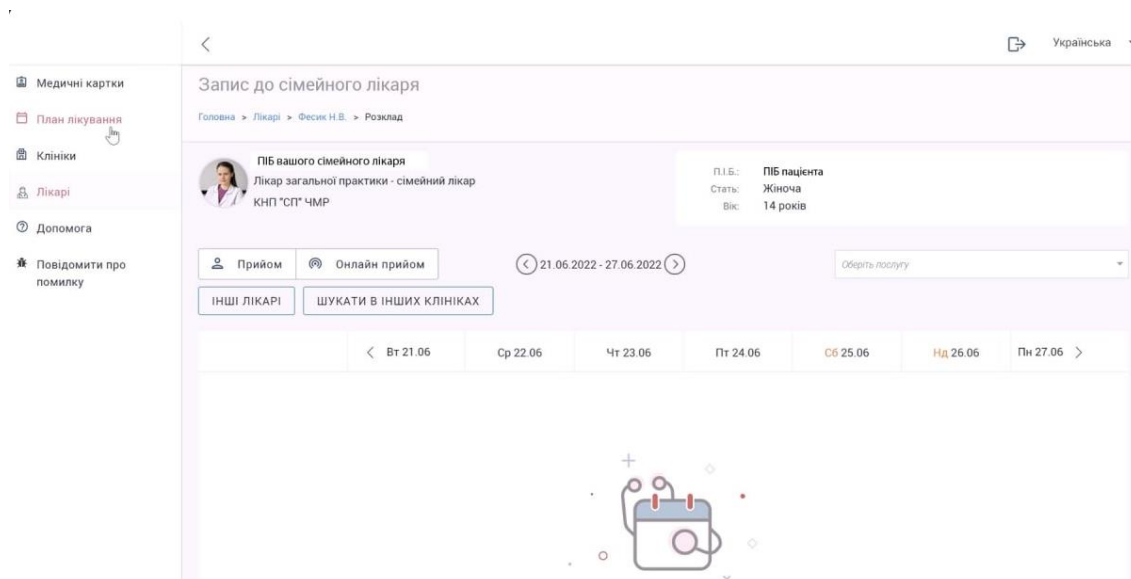 Українська
Медичні картки
План лікування
Клініки
Лікарі
Допомога
Повідомити про
помилку
Запис до сімейного лікаря
Головна > Лікарі > Фесик Н.В. > Розклад
ПІБ вашого сімейного лікаря
Лікар загальної практики - сімейний лікар
КНП "СП" ЧМР
П.І.Б.: ПІБ пацієнта
Стать: Жіноча
Вік: 14 років
Прийом Онлайн прийом 21.06.2022 - 27.06.2022 Оберіть послугу
ІНШІ ЛІКАРІ ШУКАТИ В ІНШИХ КЛІНІКАХ
Вт 21.06 Ср 22.06 Чт 23.06 Пт 24.06 Сб 25.06 Нд 26.06 Пн 27.06